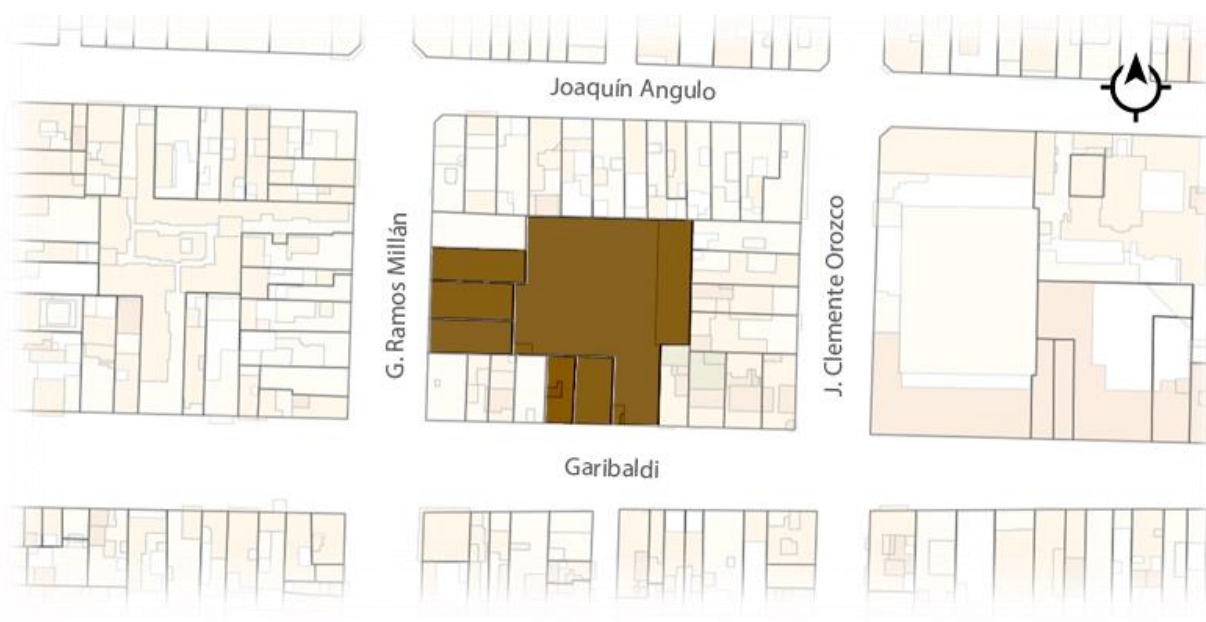 Joaquín Angulo
G. Ramos Millán
J. Clemente Orozco
Garibaldi